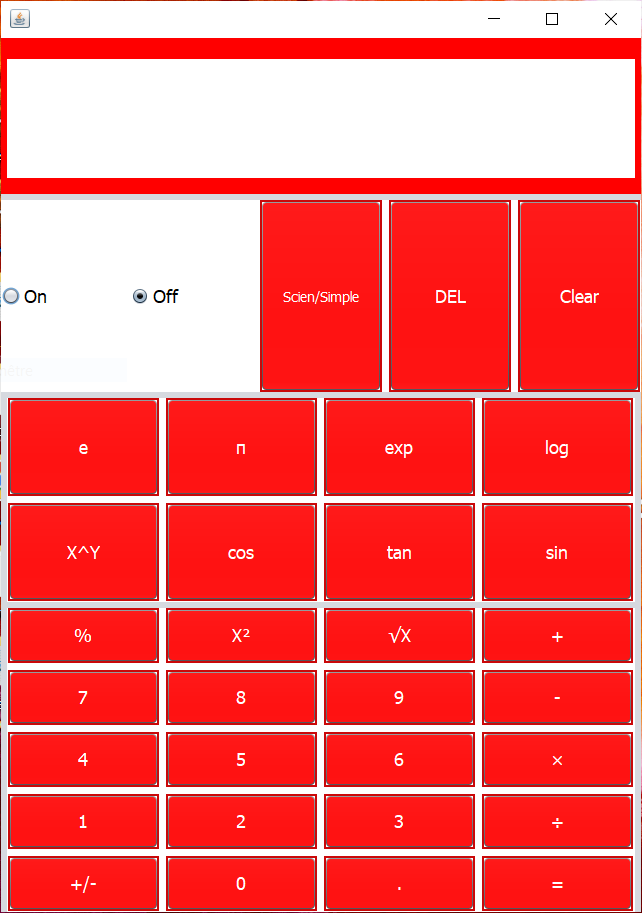 On Off Scien/Simple DEL Clear
e п exp log
X^Y cos tan sin
% X² √X +
7 8 9 -
4 5 6 ×
1 2 3 ÷
+/- 0 . =